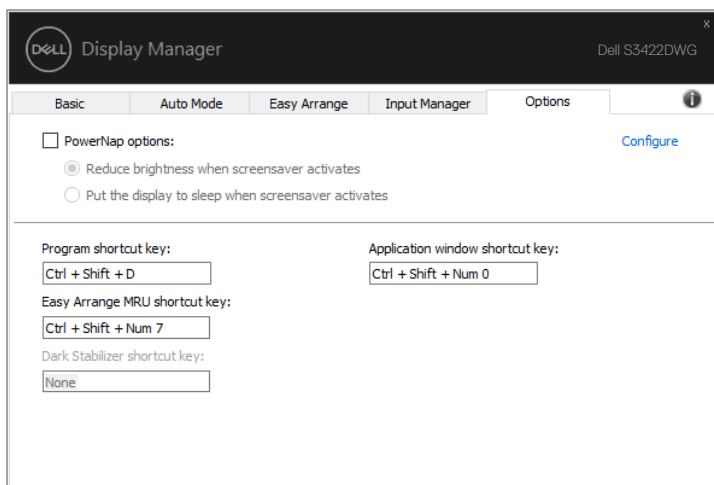 x
DELL Display Manager Dell S3422DWG
Basic Auto Mode Easy Arrange Input Manager Options i
PowerNap options: Configure
Reduce brightness when screensaver activates
Put the display to sleep when screensaver activates
Program shortcut key: Application window shortcut key:
Ctrl + Shift + D Ctrl + Shift + Num 0
Easy Arrange MRU shortcut key:
Ctrl + Shift + Num 7
Dark Stabilizer shortcut key:
None